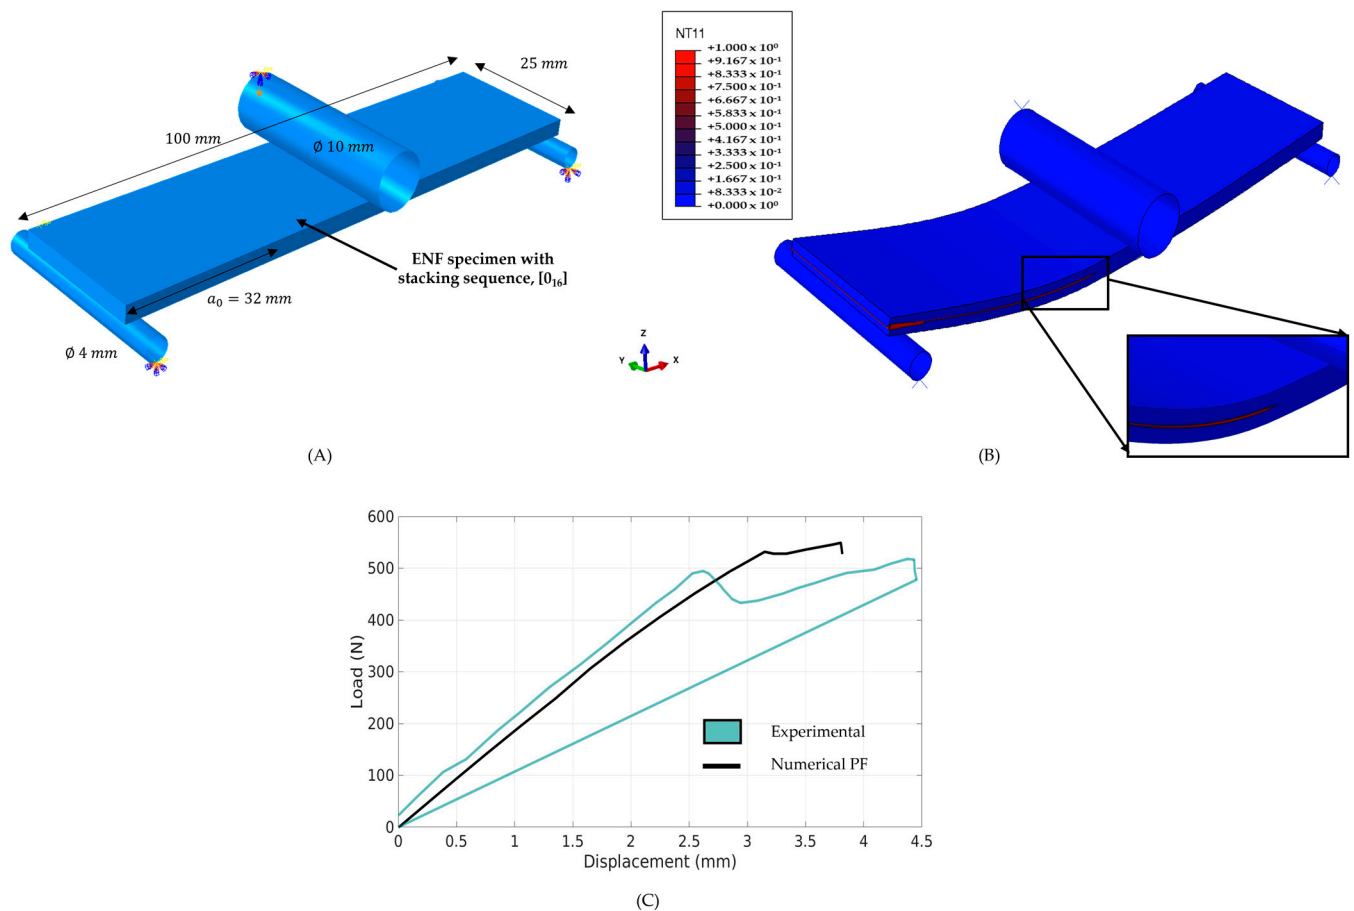 25 mm
100 mm
Ø 10 mm
ENF specimen with
stacking sequence, [0₁₆]
a₀ = 32 mm
Ø 4 mm
(A)
NT11
+1.000 x 10⁰
+9.167 x 10⁻¹
+8.333 x 10⁻¹
+7.500 x 10⁻¹
+6.667 x 10⁻¹
+5.833 x 10⁻¹
+5.000 x 10⁻¹
+4.167 x 10⁻¹
+3.333 x 10⁻¹
+2.500 x 10⁻¹
+1.667 x 10⁻¹
+8.333 x 10⁻²
+0.000 x 10⁰
Z
Y
X
(B)
600
500
400
300
200
100
0
Load (N)
Experimental
Numerical PF
0 0.5 1 1.5 2 2.5 3 3.5 4 4.5
Displacement (mm)
(C)